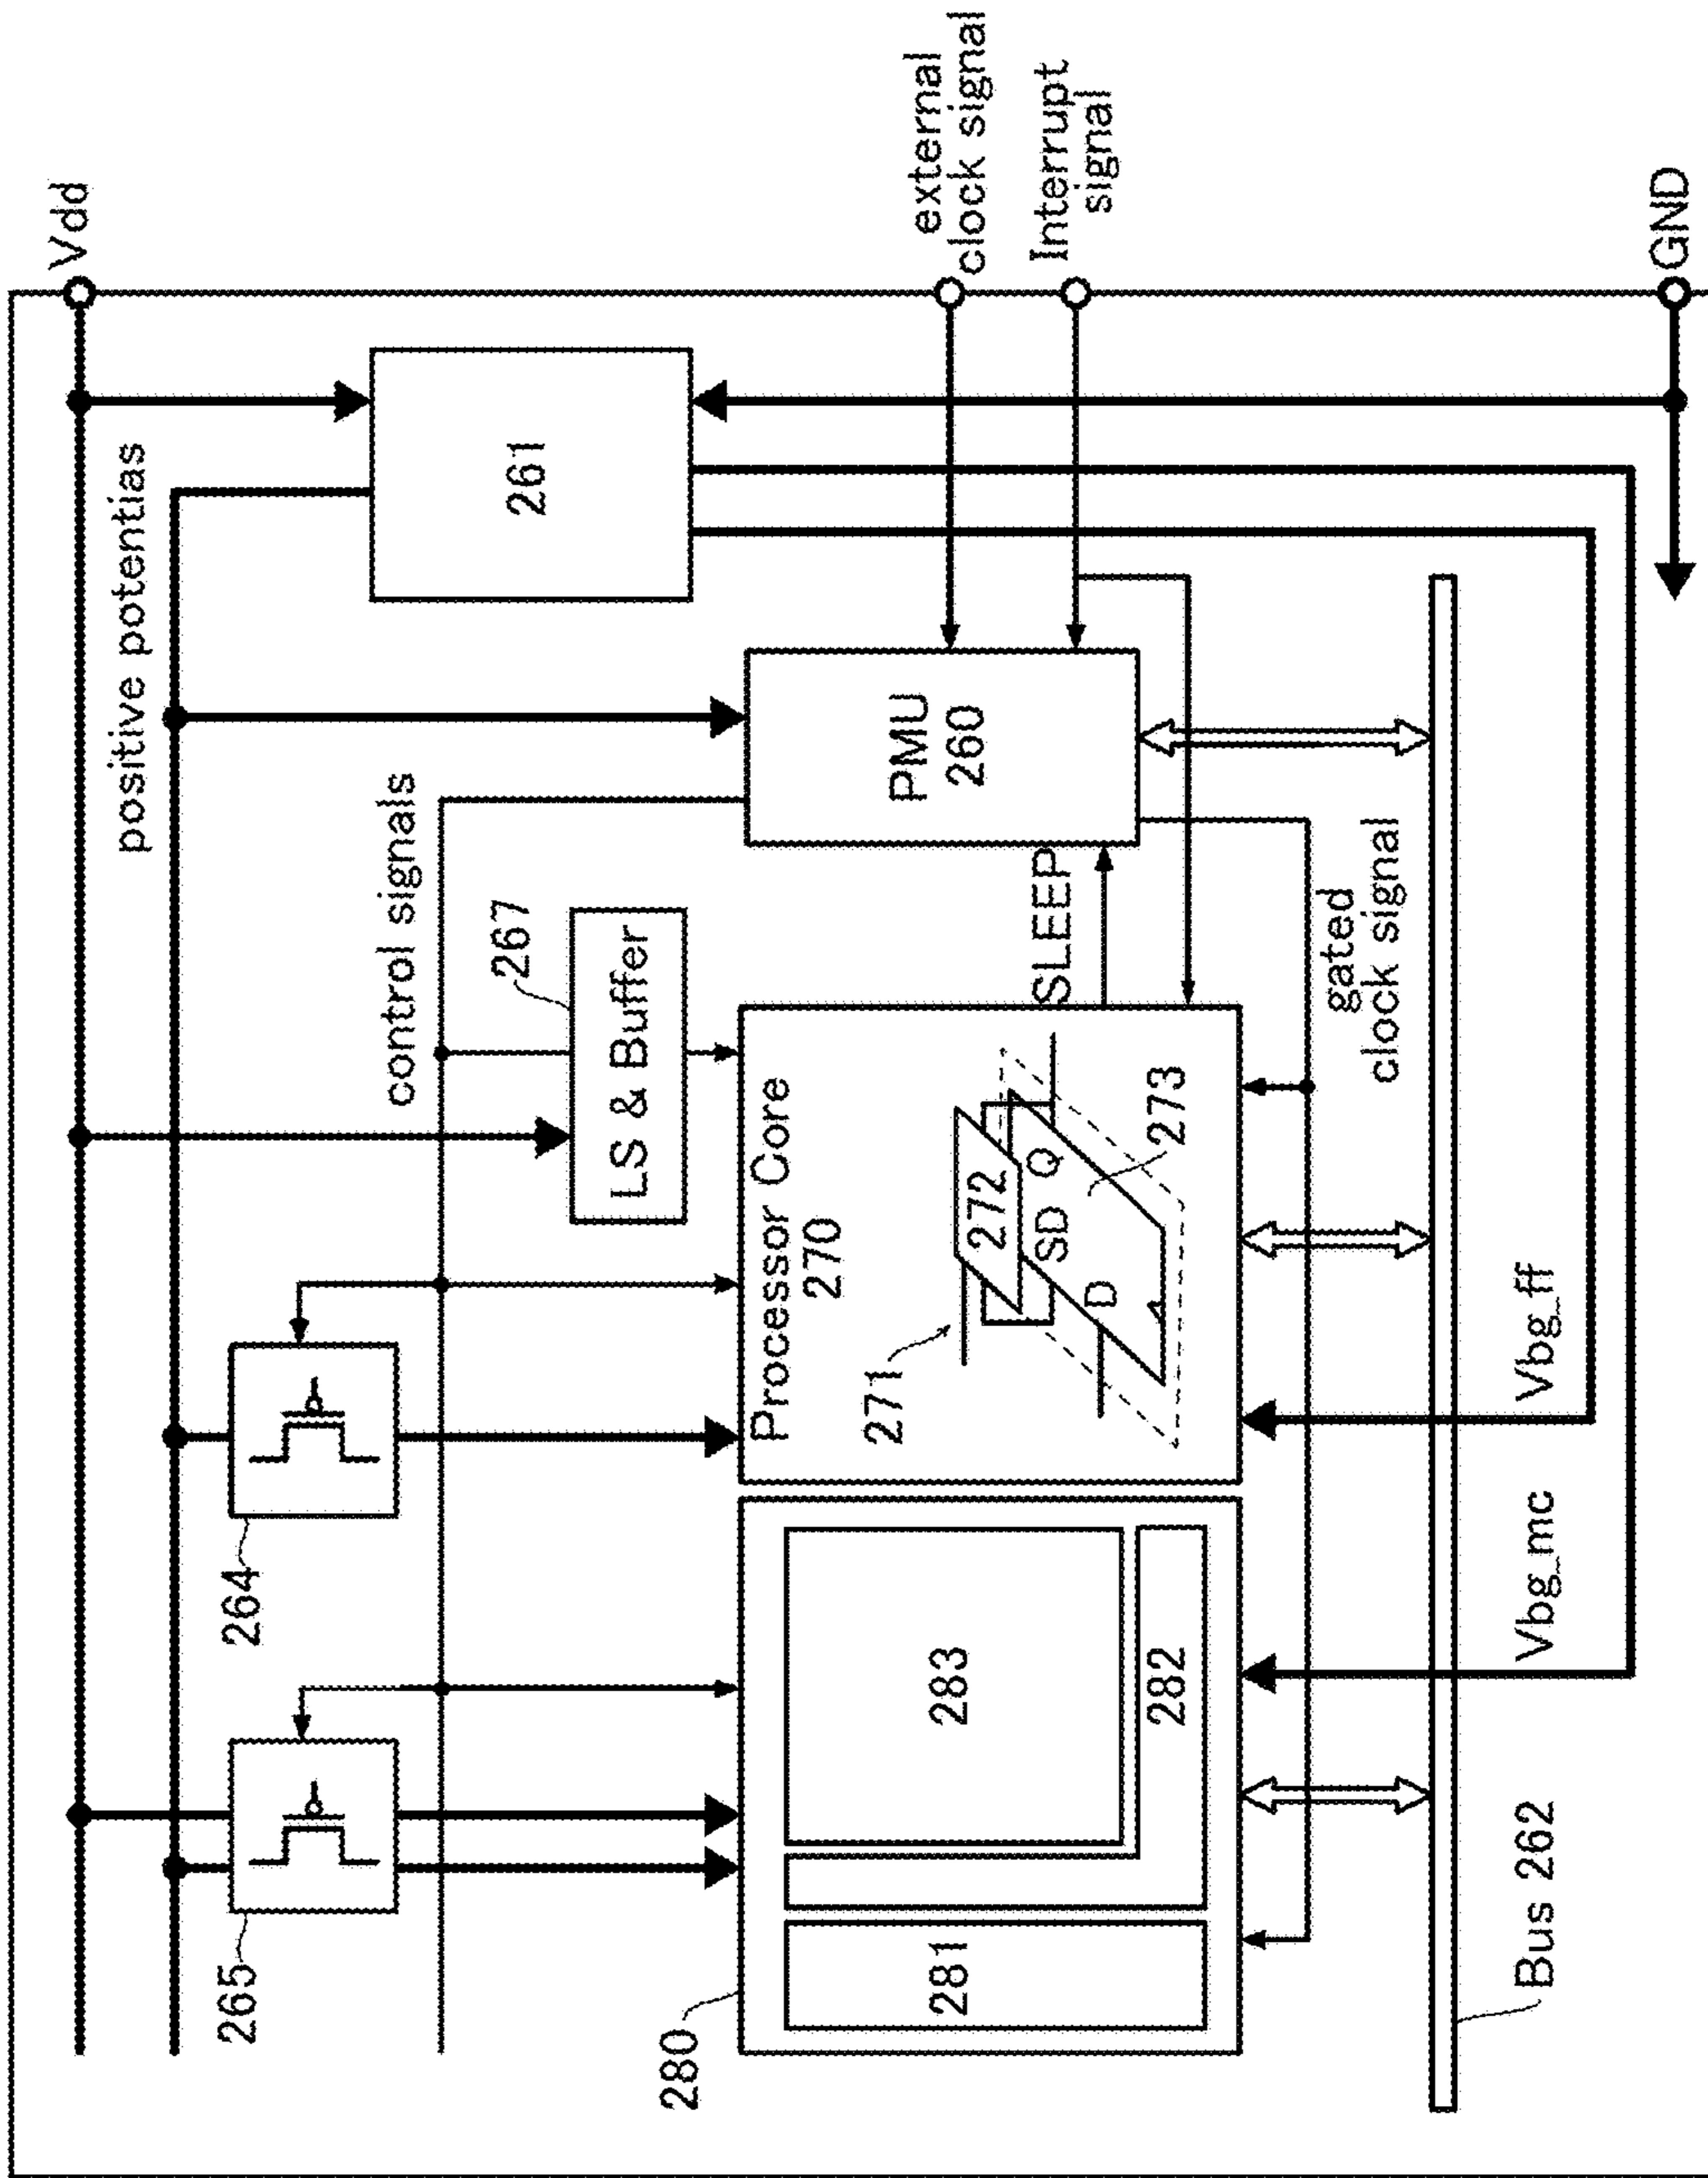 Vdd
positive potentias
control signals
265
264
267
LS & Buffer
261
external
clock signal
Interrupt
signal
280
281
283
282
Processor Core
270
271
272
SD
Q
D
273
SLEEP
PMU
260
gated
clock signal
Bus 262
Vbg_mc
Vbg_ff
GND